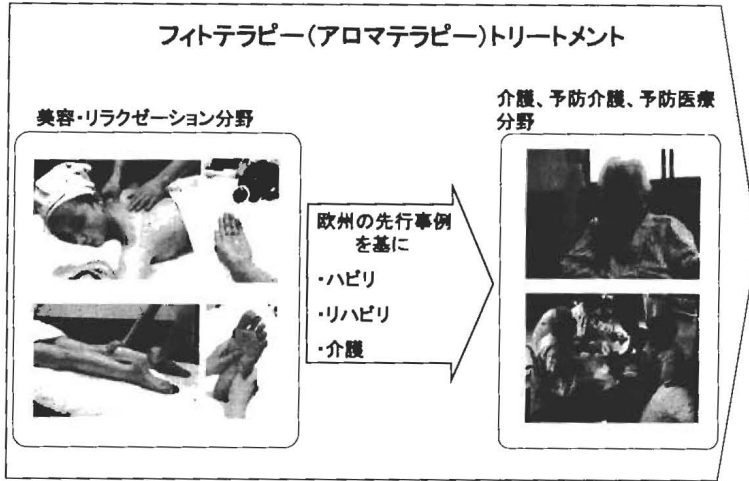 フィトテラピー(アロマテラピー)トリートメント
美容・リラクゼーション分野
介護、予防介護、予防医療
分野
欧州の先行事例
を基に
・ハビリ
・リハビリ
・介護